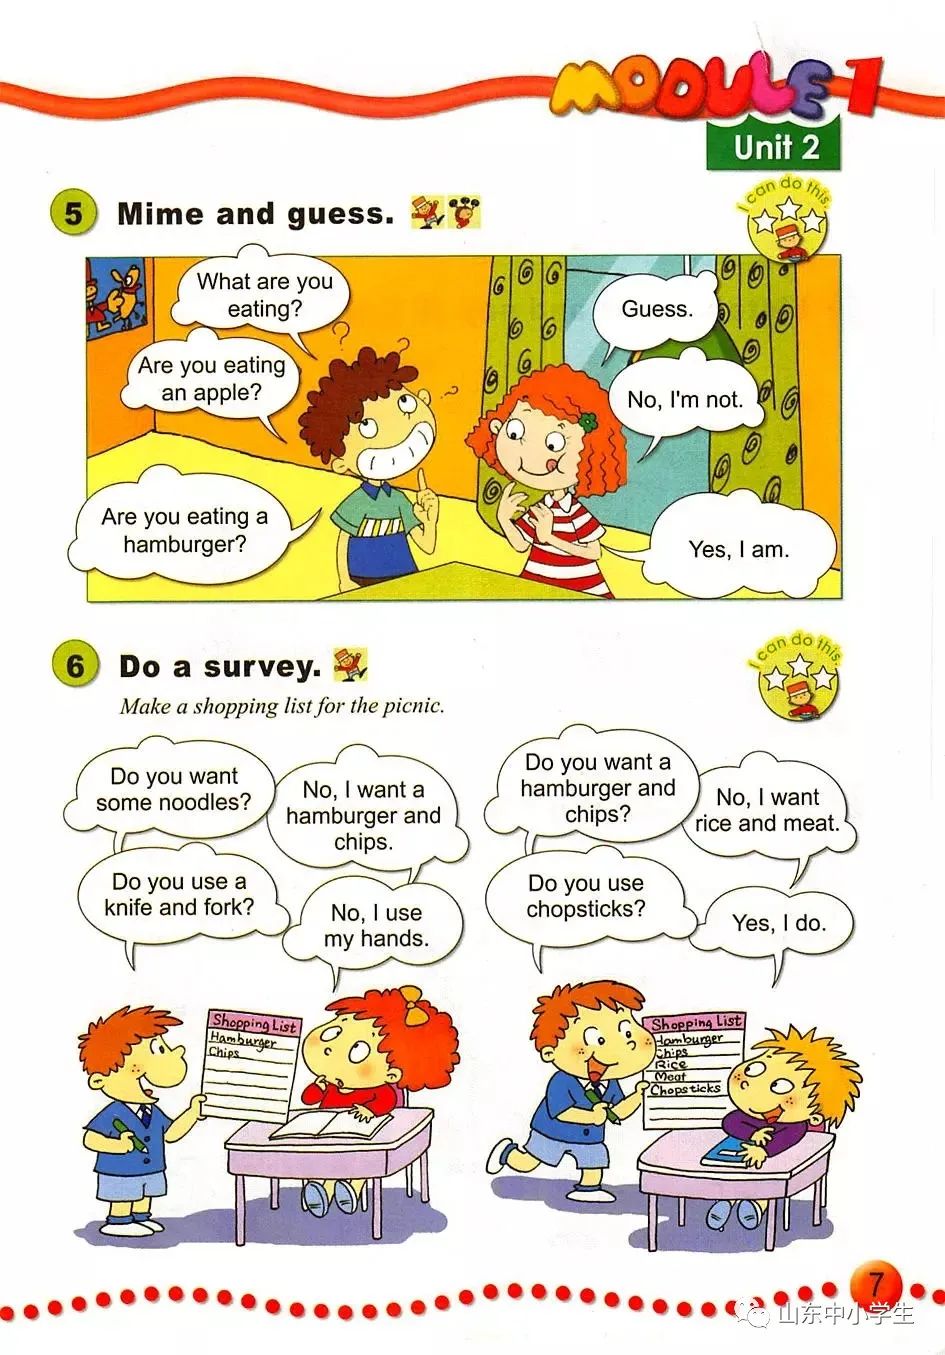 MODULE 1
Unit 2
5 Mime and guess.
I can do this.
What are you
eating?
Guess.
Are you eating
an apple?
No, I'm not.
Are you eating a
hamburger?
Yes, I am.
6 Do a survey.
I can do this.
Make a shopping list for the picnic.
Do you want
some noodles?
No, I want a
hamburger and
chips.
Do you use a
knife and fork?
No, I use
my hands.
Do you want a
hamburger and
chips?
No, I want
rice and meat.
Do you use
chopsticks?
Yes, I do.
Shopping List
Hamburger
Chips
Shopping List
Hamburger
Chips
Rice
Meat
Chopsticks
7
山东中小学生